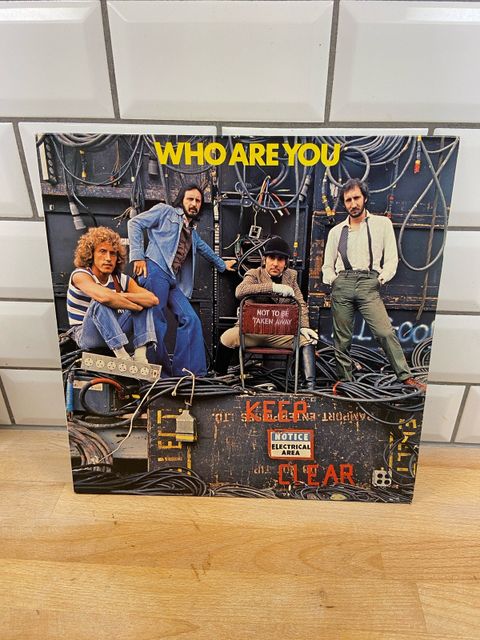 WHO ARE YOU
NOT TO BE
TAKEN AWAY
KEEP
NOTICE
ELECTRICAL
AREA
CLEAR